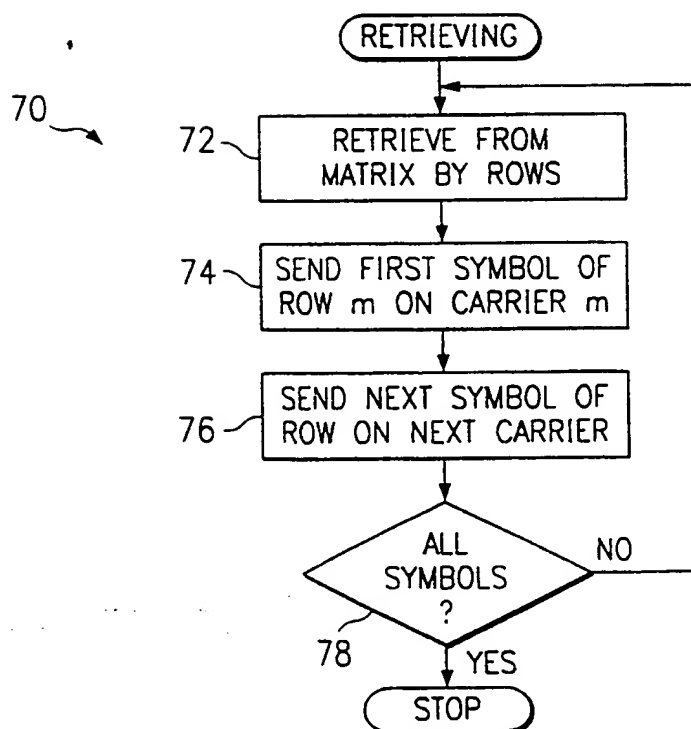 RETRIEVING
70
72
RETRIEVE FROM
MATRIX BY ROWS
74
SEND FIRST SYMBOL OF
ROW m ON CARRIER m
76
SEND NEXT SYMBOL OF
ROW ON NEXT CARRIER
ALL
SYMBOLS
?
NO
78
YES
STOP